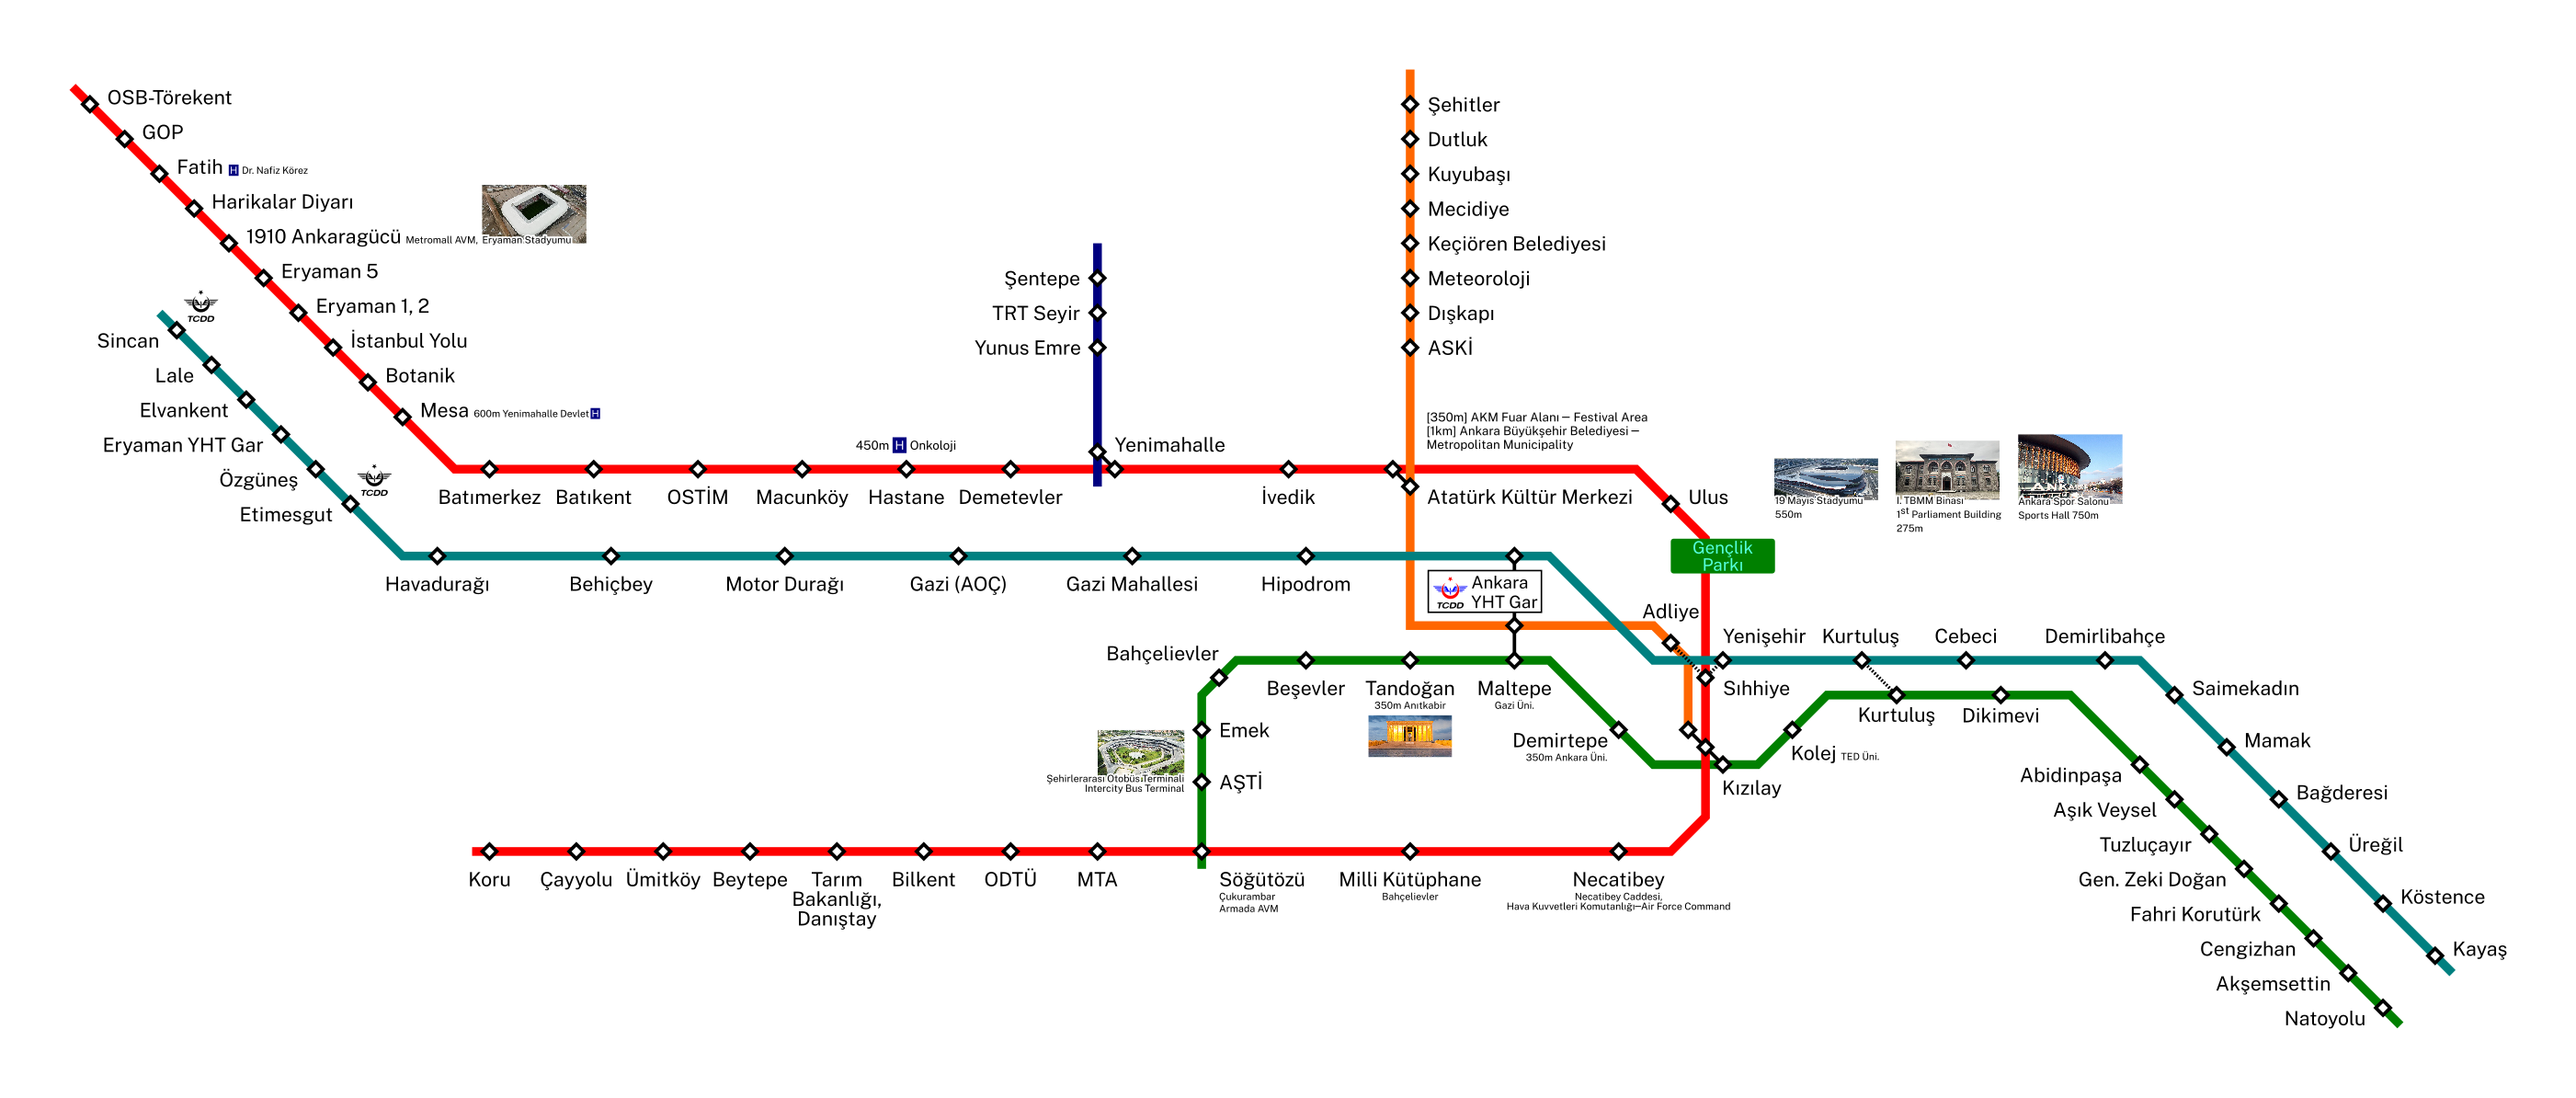 OSB-Törekent
GOP
Fatih H Dr. Nafiz Körez
Harikalar Diyarı
1910 Ankaragücü Metromall AVM, Eryaman Stadyumu
Eryaman 5
Eryaman 1, 2
İstanbul Yolu
Botanik
Mesa 600m Yenimahalle Devlet H
TCDD
Sincan
Lale
Elvankent
Eryaman YHT Gar
Özgüneş
TCDD
Etimesgut
Şentepe
TRT Seyir
Yunus Emre
Yenimahalle
Şehitler
Dutluk
Kuyubaşı
Mecidiye
Keçiören Belediyesi
Meteoroloji
Dışkapı
ASKİ
[350m] AKM Fuar Alanı – Festival Area
[1km] Ankara Büyükşehir Belediyesi –
Metropolitan Municipality
450m H Onkoloji
Batımerkez
Batıkent
OSTİM
Macunköy
Hastane
Demetevler
İvedik
Atatürk Kültür Merkezi
Ulus
19 Mayıs Stadyumu
550m
I. TBMM Binası
1st Parliament Building
275m
ANKARA
Ankara Spor Salonu
Sports Hall 750m
Gençlik
Parkı
Havadurağı
Behiçbey
Motor Durağı
Gazi (AOÇ)
Gazi Mahallesi
Hipodrom
TCDD
Ankara
YHT Gar
Adliye
Yenişehir
Kurtuluş
Cebeci
Demirlibahçe
Saimekadın
Mamak
Bağderesi
Üreğil
Köstence
Kayaş
Bahçelievler
Beşevler
Tandoğan
350m Anıtkabir
Maltepe
Gazi Üni.
Sıhhiye
Kurtuluş
Dikimevi
Emek
AŞTİ
Şehirlerarası Otobüs Terminali
Intercity Bus Terminal
Demirtepe
350m Ankara Üni.
Kolej TED Üni.
Kızılay
Abidinpaşa
Aşık Veysel
Tuzluçayır
Gen. Zeki Doğan
Fahri Korutürk
Cengizhan
Akşemsettin
Natoyolu
Koru
Çayyolu
Ümitköy
Beytepe
Tarım
Bakanlığı,
Danıştay
Bilkent
ODTÜ
MTA
Söğütözü
Çukurambar
Armada AVM
Milli Kütüphane
Bahçelievler
Necatibey
Necatibey Caddesi,
Hava Kuvvetleri Komutanlığı–Air Force Command